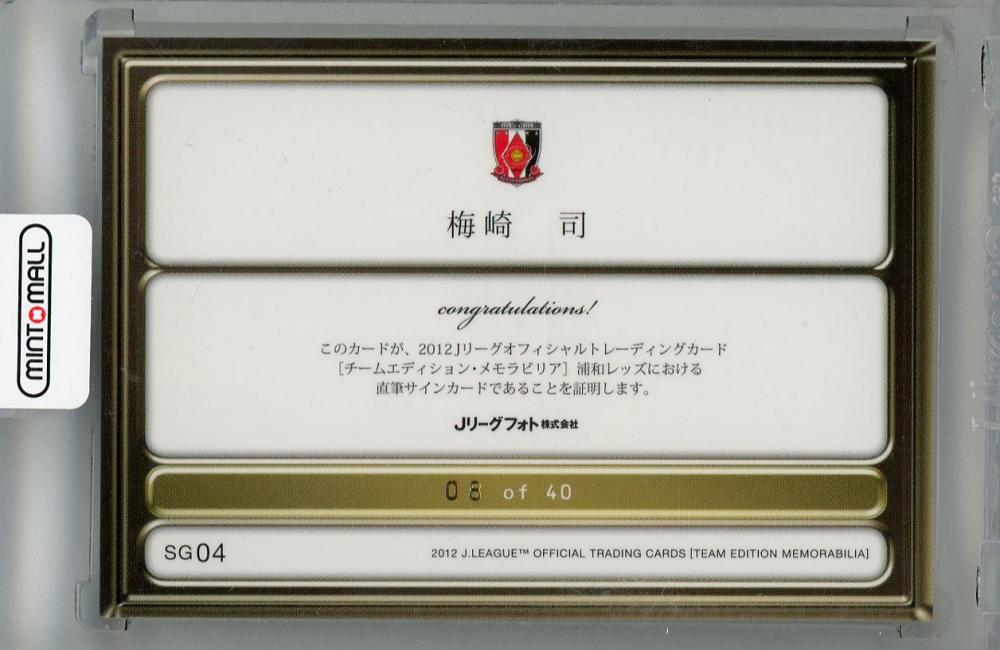 梅崎　司
congratulations!
このカードが、2012Jリーグオフィシャルトレーディングカード
［チームエディション・メモラビリア］浦和レッズにおける
直筆サインカードであることを証明します。
Jリーグフォト株式会社
08 of 40
SG04
2012 J.LEAGUE™ OFFICIAL TRADING CARDS [TEAM EDITION MEMORABILIA]
MINTOMALL